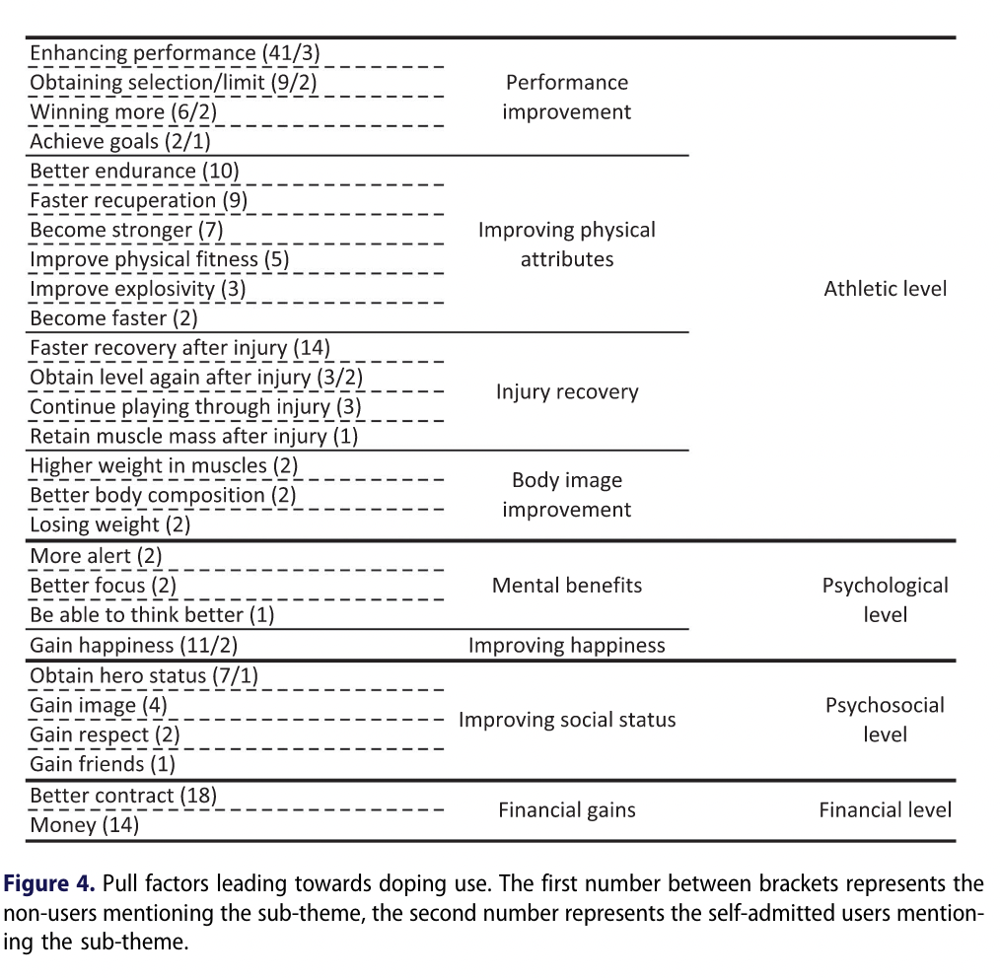 Enhancing performance (41/3)
Obtaining selection/limit (9/2)
Winning more (6/2)
Achieve goals (2/1)
Performance
improvement
Better endurance (10)
Faster recuperation (9)
Become stronger (7)
Improve physical fitness (5)
Improve explosivity (3)
Become faster (2)
Improving physical
attributes
Faster recovery after injury (14)
Obtain level again after injury (3/2)
Continue playing through injury (3)
Retain muscle mass after injury (1)
Injury recovery
Higher weight in muscles (2)
Better body composition (2)
Losing weight (2)
Body image
improvement
Athletic level
More alert (2)
Better focus (2)
Be able to think better (1)
Mental benefits
Gain happiness (11/2)
Improving happiness
Psychological
level
Obtain hero status (7/1)
Gain image (4)
Gain respect (2)
Gain friends (1)
Improving social status
Psychosocial
level
Better contract (18)
Money (14)
Financial gains
Financial level
Figure 4. Pull factors leading towards doping use. The first number between brackets represents the
non-users mentioning the sub-theme, the second number represents the self-admitted users mention-
ing the sub-theme.